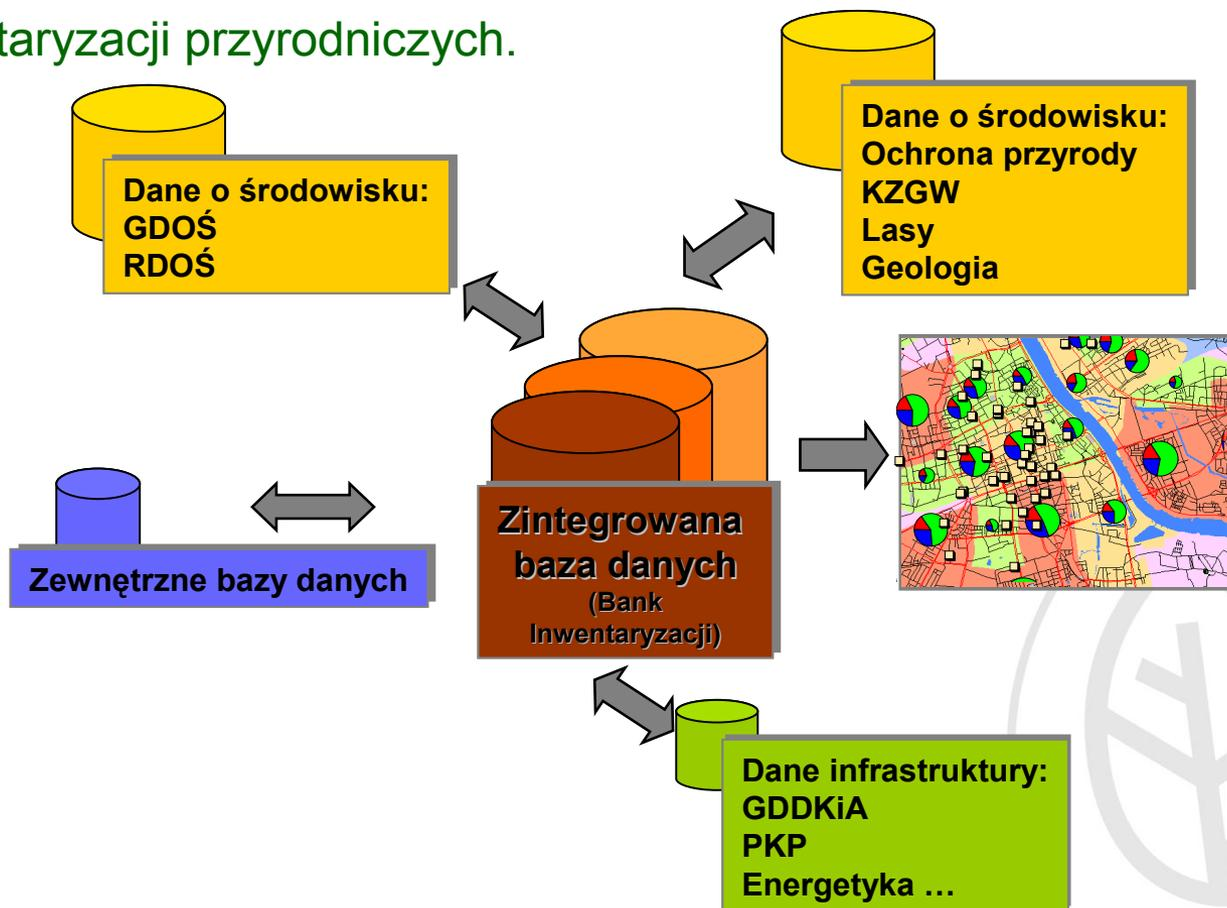 taryzacji przyrodniczych.
Dane o środowisku:
GDOŚ
RDOŚ
Dane o środowisku:
Ochrona przyrody
KZGW
Lasy
Geologia
Zewnętrzne bazy danych
Zintegrowana
baza danych
(Bank
Inwentaryzacji)
Dane infrastruktury:
GDDKiA
PKP
Energetyka …